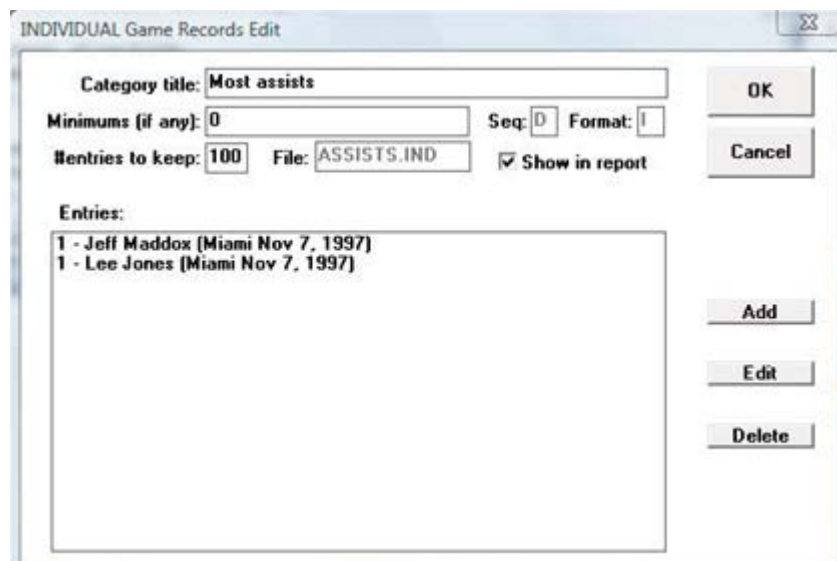 INDIVIDUAL Game Records Edit
Category title: Most assists
OK
Minimums (if any): 0 Seq: D Format: I
#entries to keep: 100 File: ASSISTS.IND Show in report
Cancel
Entries:
1 - Jeff Maddox (Miami Nov 7, 1997)
1 - Lee Jones (Miami Nov 7, 1997)
Add
Edit
Delete